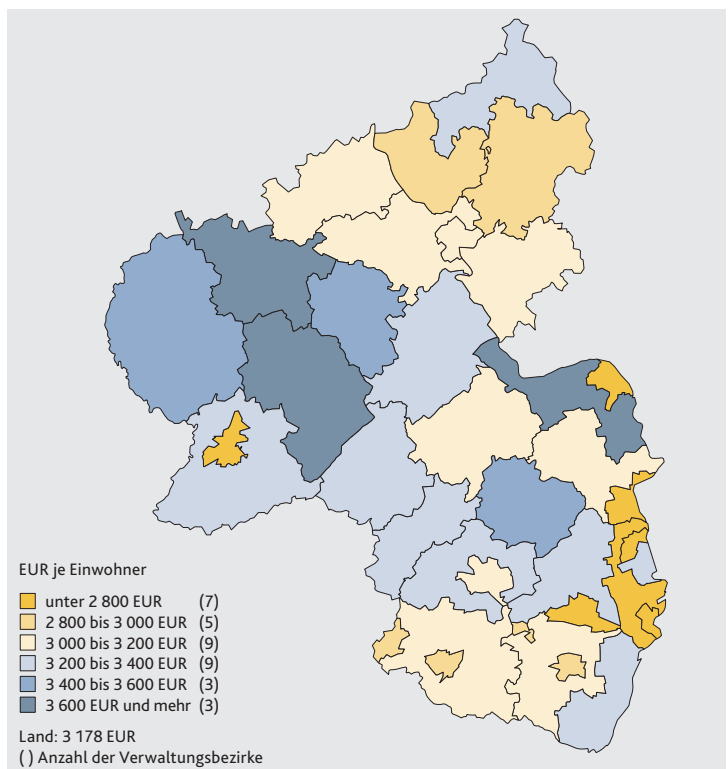 EUR je Einwohner
unter 2 800 EUR (7)
2 800 bis 3 000 EUR (5)
3 000 bis 3 200 EUR (9)
3 200 bis 3 400 EUR (9)
3 400 bis 3 600 EUR (3)
3 600 EUR und mehr (3)
Land: 3 178 EUR
( ) Anzahl der Verwaltungsbezirke